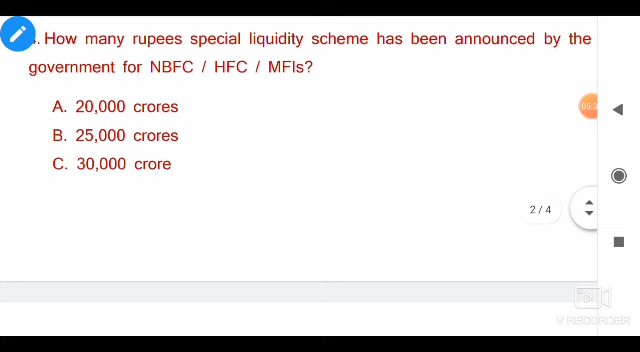 . How many rupees special liquidity scheme has been announced by the
government for NBFC / HFC / MFIs?
A. 20,000 crores
B. 25,000 crores
C. 30,000 crore
2 / 4
V RECORDER